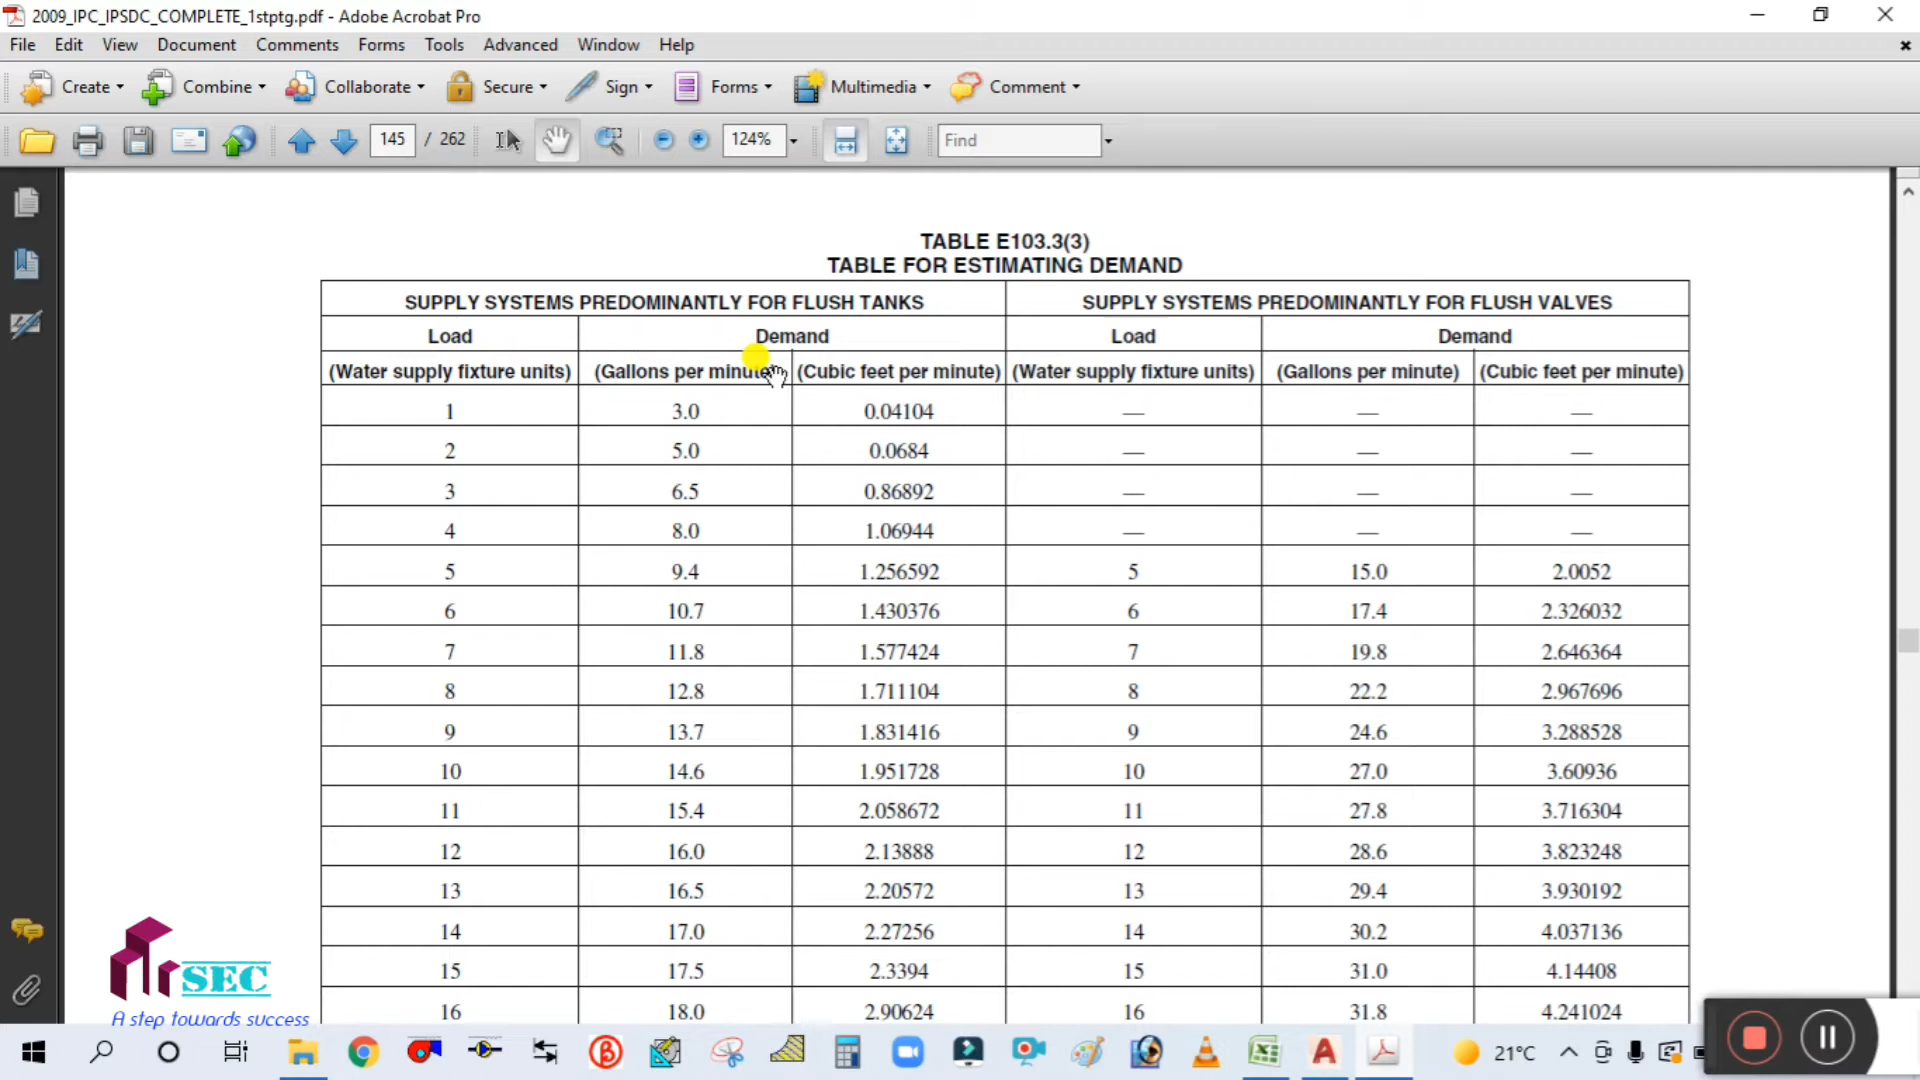 2009_IPC_IPSDC_COMPLETE_1stptg.pdf - Adobe Acrobat Pro
File Edit View Document Comments Forms Tools Advanced Window Help
Create Combine Collaborate Secure Sign Forms Multimedia Comment
145 / 262 124% Find
TABLE E103.3(3)
TABLE FOR ESTIMATING DEMAND
SUPPLY SYSTEMS PREDOMINANTLY FOR FLUSH TANKS SUPPLY SYSTEMS PREDOMINANTLY FOR FLUSH VALVES
Load Demand Load Demand
(Water supply fixture units) (Gallons per minute) (Cubic feet per minute) (Water supply fixture units) (Gallons per minute) (Cubic feet per minute)
1 3.0 0.04104 — — —
2 5.0 0.0684 — — —
3 6.5 0.86892 — — —
4 8.0 1.06944 — — —
5 9.4 1.256592 5 15.0 2.0052
6 10.7 1.430376 6 17.4 2.326032
7 11.8 1.577424 7 19.8 2.646364
8 12.8 1.711104 8 22.2 2.967696
9 13.7 1.831416 9 24.6 3.288528
10 14.6 1.951728 10 27.0 3.60936
11 15.4 2.058672 11 27.8 3.716304
12 16.0 2.13888 12 28.6 3.823248
13 16.5 2.20572 13 29.4 3.930192
14 17.0 2.27256 14 30.2 4.037136
15 17.5 2.3394 15 31.0 4.14408
16 18.0 2.90624 16 31.8 4.241024
SEC
A step towards success
21°C